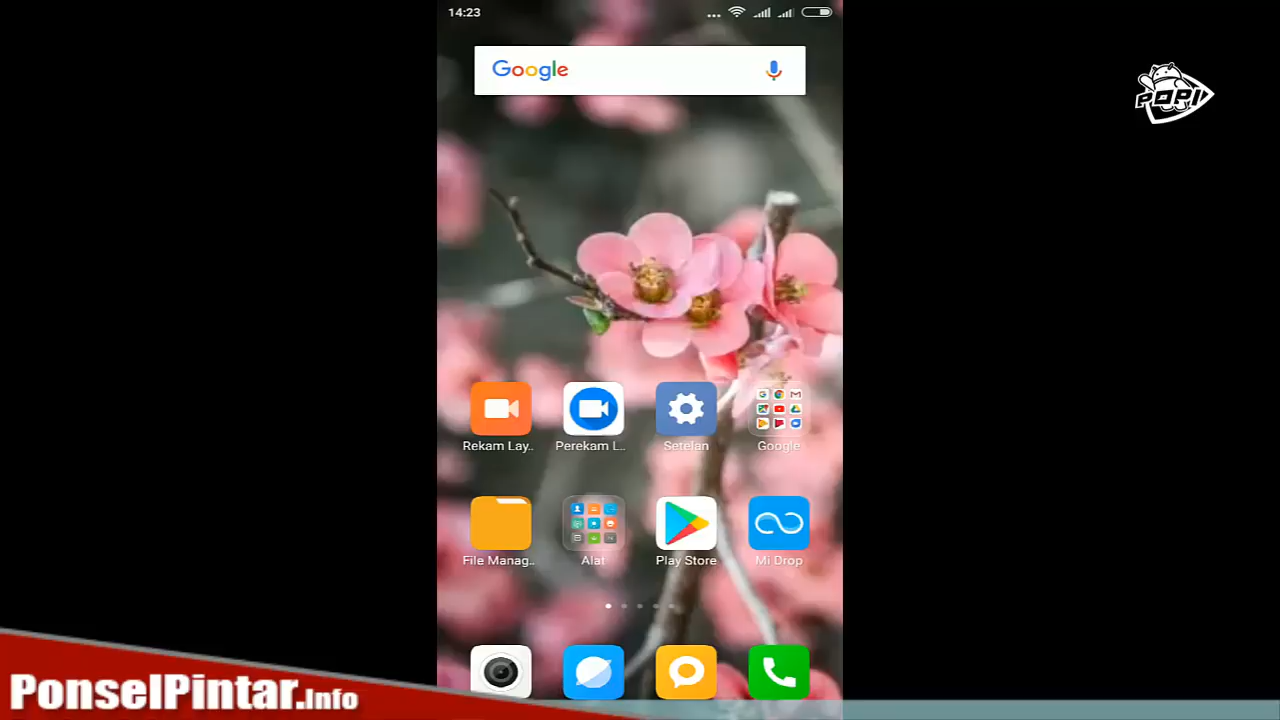 14:23
Google
POPI
Rekam Lay..
Perekam L...
Setelan
Google
File Manag..
Alat
Play Store
Mi Drop
PonselPintar.Info